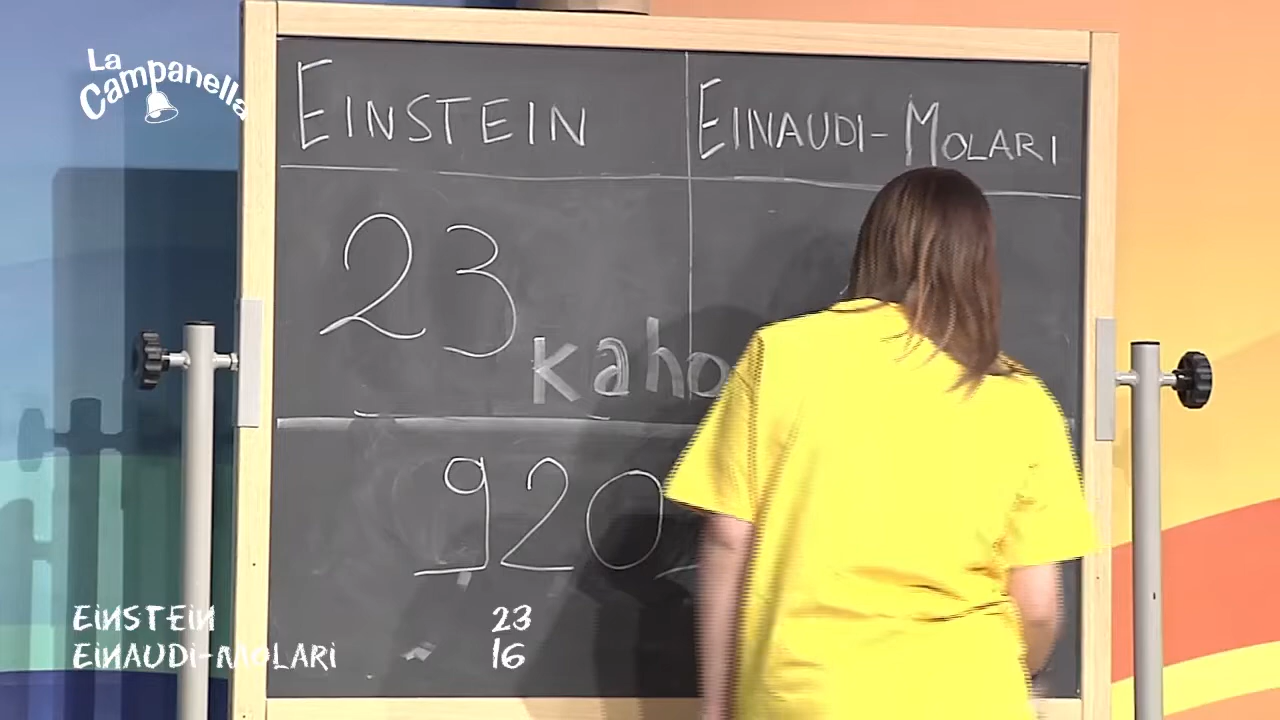 La
Campanella
EINSTEIN EINAUDI-MOLARI
23
kaho
920
EINSTEIN 23
EINAUDI-MOLARI 16